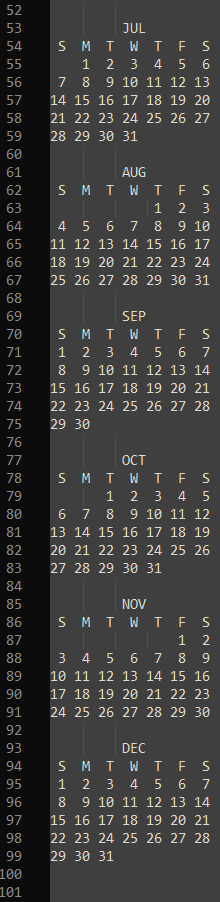 52
53          JUL
54  S  M  T  W  T  F  S
55     1  2  3  4  5  6
56  7  8  9 10 11 12 13
57 14 15 16 17 18 19 20
58 21 22 23 24 25 26 27
59 28 29 30 31
60
61          AUG
62  S  M  T  W  T  F  S
63              1  2  3
64  4  5  6  7  8  9 10
65 11 12 13 14 15 16 17
66 18 19 20 21 22 23 24
67 25 26 27 28 29 30 31
68
69          SEP
70  S  M  T  W  T  F  S
71  1  2  3  4  5  6  7
72  8  9 10 11 12 13 14
73 15 16 17 18 19 20 21
74 22 23 24 25 26 27 28
75 29 30
76
77          OCT
78  S  M  T  W  T  F  S
79        1  2  3  4  5
80  6  7  8  9 10 11 12
81 13 14 15 16 17 18 19
82 20 21 22 23 24 25 26
83 27 28 29 30 31
84
85          NOV
86  S  M  T  W  T  F  S
87                 1  2
88  3  4  5  6  7  8  9
89 10 11 12 13 14 15 16
90 17 18 19 20 21 22 23
91 24 25 26 27 28 29 30
92
93          DEC
94  S  M  T  W  T  F  S
95  1  2  3  4  5  6  7
96  8  9 10 11 12 13 14
97 15 16 17 18 19 20 21
98 22 23 24 25 26 27 28
99 29 30 31
100
101